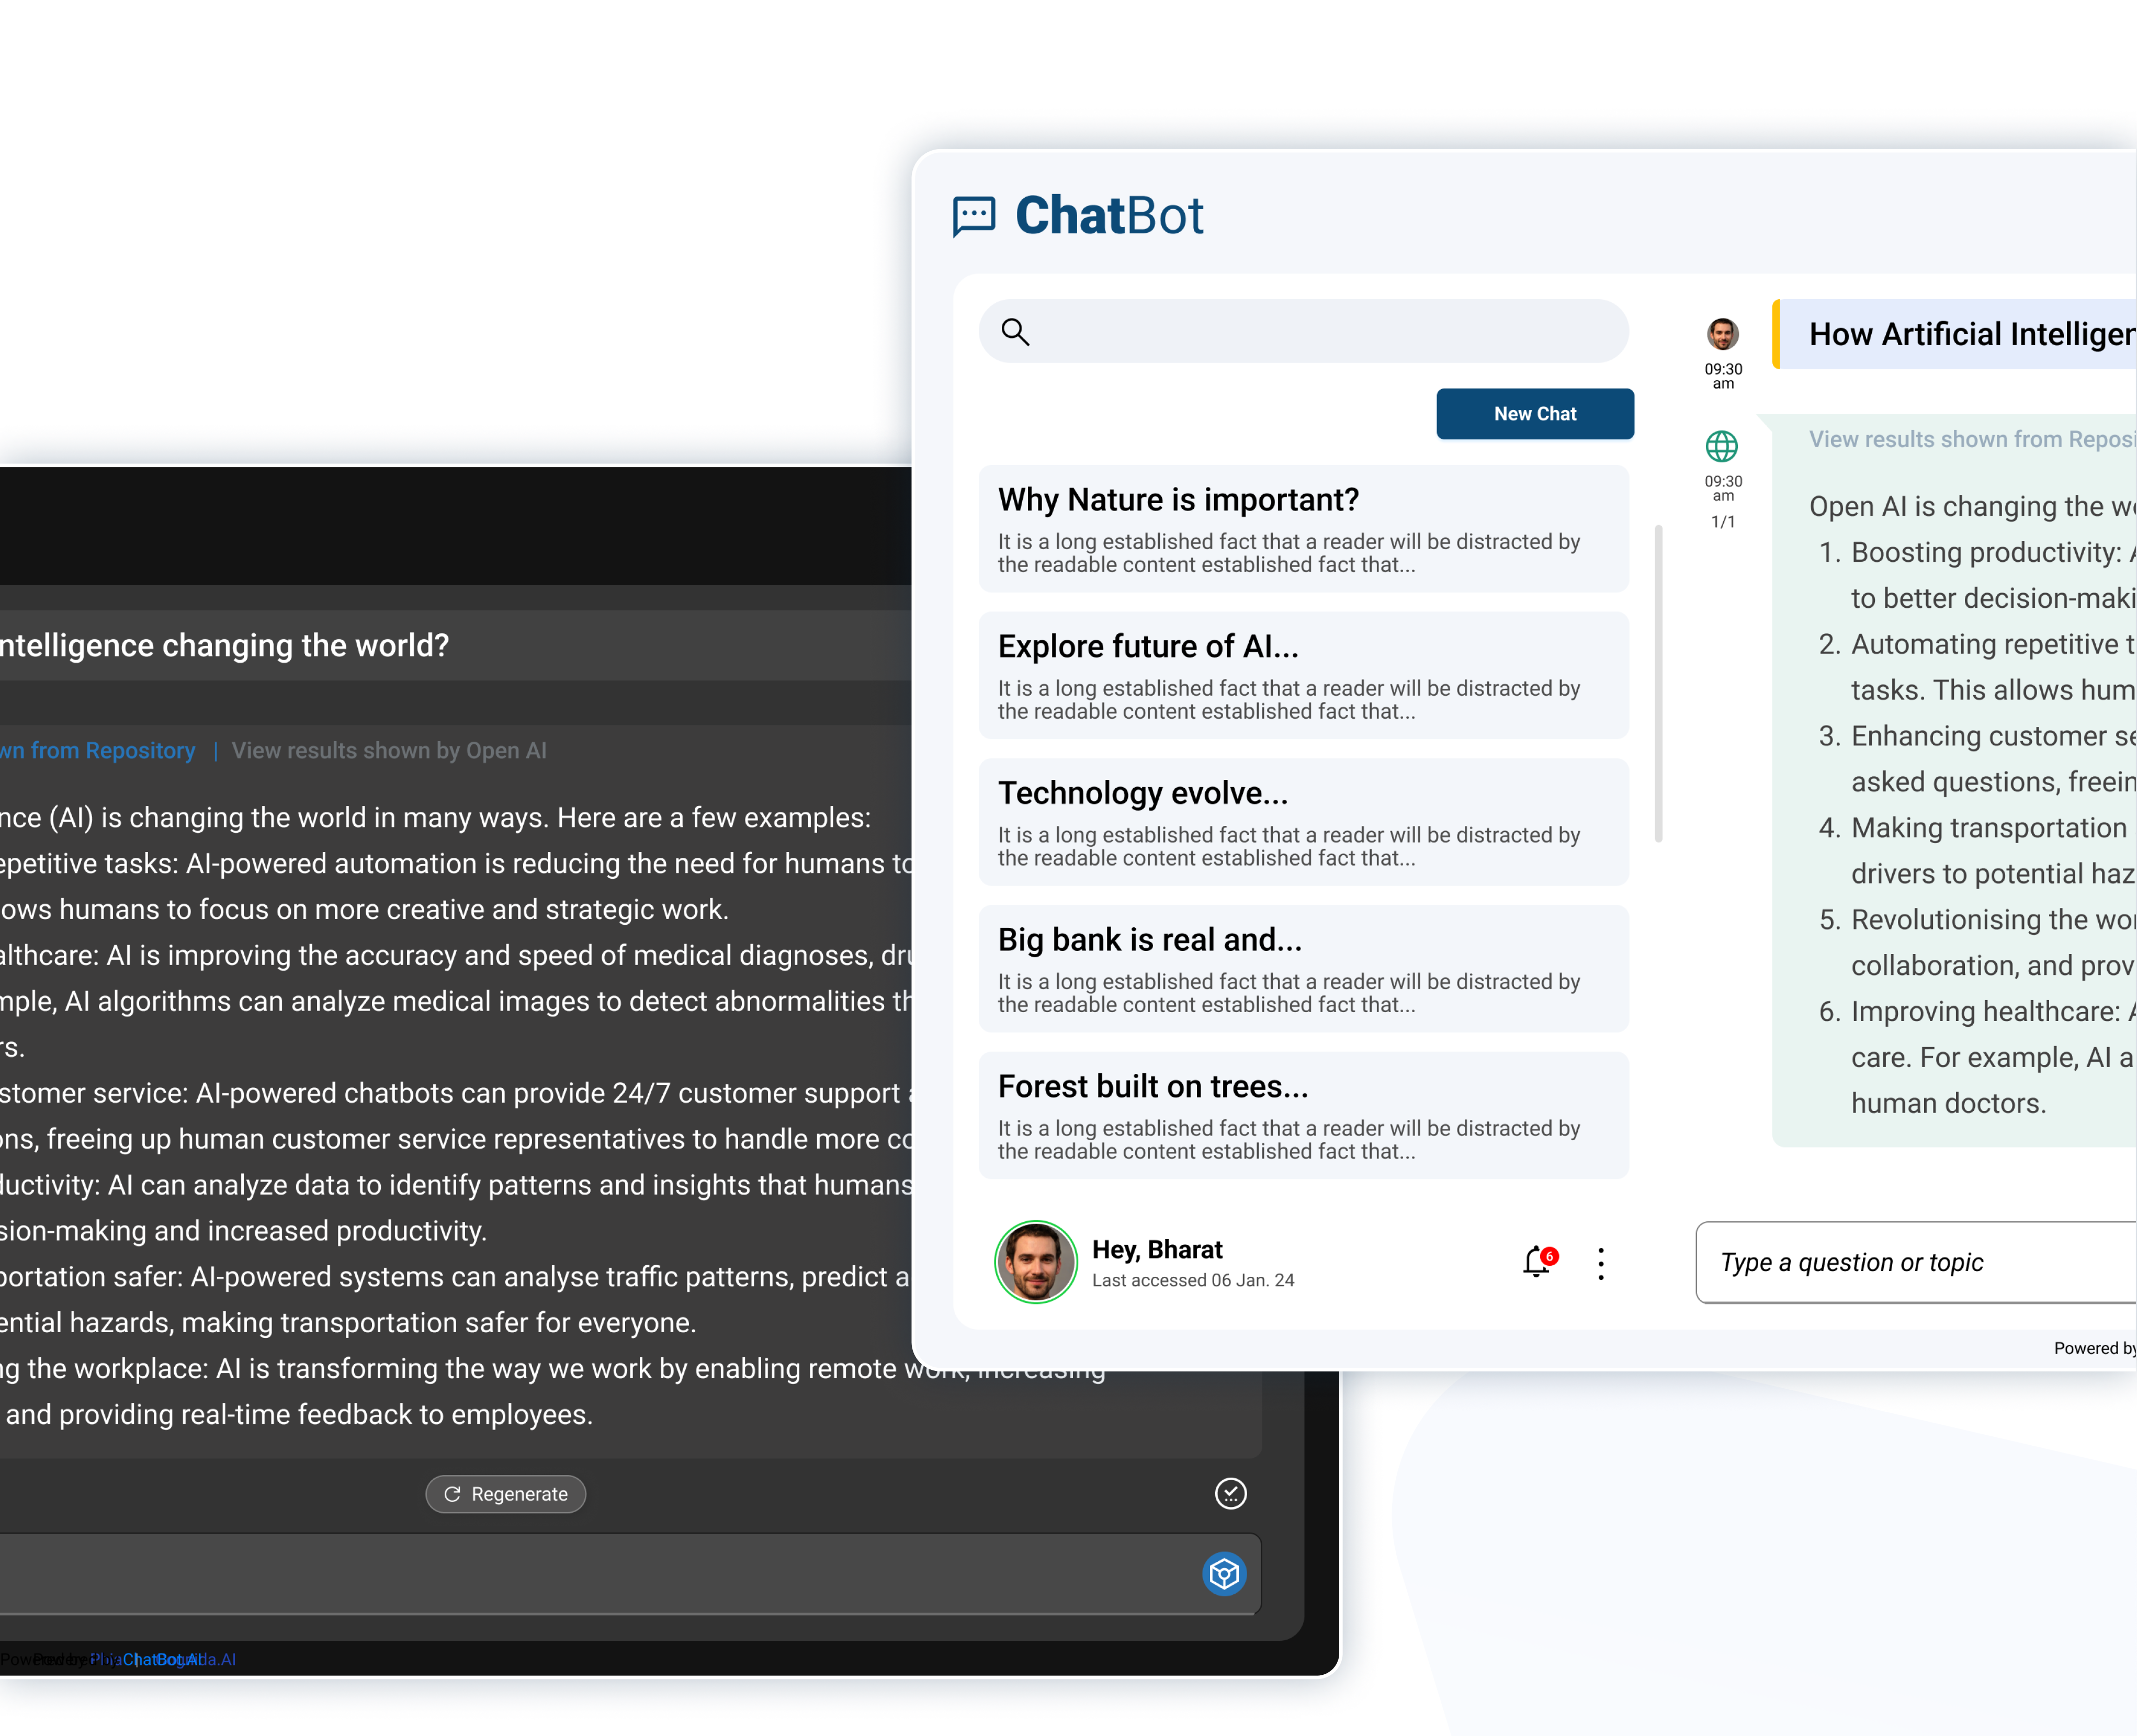 ChatBot
New Chat
Why Nature is important?
It is a long established fact that a reader will be distracted by
the readable content established fact that...
Explore future of AI...
It is a long established fact that a reader will be distracted by
the readable content established fact that...
Technology evolve...
It is a long established fact that a reader will be distracted by
the readable content established fact that...
Big bank is real and...
It is a long established fact that a reader will be distracted by
the readable content established fact that...
Forest built on trees...
It is a long established fact that a reader will be distracted by
the readable content established fact that...
Hey, Bharat
Last accessed 06 Jan. 24
6
09:30
am
How Artificial Intelliger
09:30
am
1/1
View results shown from Reposi
Open AI is changing the wo
1. Boosting productivity: A
to better decision-maki
2. Automating repetitive t
tasks. This allows hum
3. Enhancing customer se
asked questions, freein
4. Making transportation
drivers to potential haz
5. Revolutionising the wor
collaboration, and prov
6. Improving healthcare: A
care. For example, AI a
human doctors.
Type a question or topic
Powered by
ntelligence changing the world?
wn from Repository | View results shown by Open AI
nce (AI) is changing the world in many ways. Here are a few examples:
epetitive tasks: AI-powered automation is reducing the need for humans to
ows humans to focus on more creative and strategic work.
althcare: AI is improving the accuracy and speed of medical diagnoses, dru
mple, AI algorithms can analyze medical images to detect abnormalities th
rs.
stomer service: AI-powered chatbots can provide 24/7 customer support a
ons, freeing up human customer service representatives to handle more co
ductivity: AI can analyze data to identify patterns and insights that humans
sion-making and increased productivity.
portation safer: AI-powered systems can analyse traffic patterns, predict a
ential hazards, making transportation safer for everyone.
ng the workplace: AI is transforming the way we work by enabling remote work, increasing
and providing real-time feedback to employees.
Regenerate